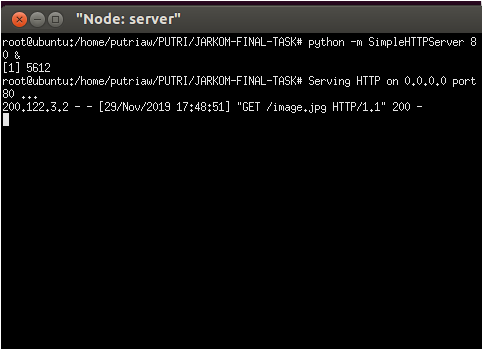 "Node: server"
root@ubuntu:/home/putriaw/PUTRI/JARKOM-FINAL-TASK# python -m SimpleHTTPServer 8
0 &
[1] 5612
root@ubuntu:/home/putriaw/PUTRI/JARKOM-FINAL-TASK# Serving HTTP on 0.0.0.0 port
80 ...
200.122.3.2 - - [29/Nov/2019 17:48:51] "GET /image.jpg HTTP/1.1" 200 -